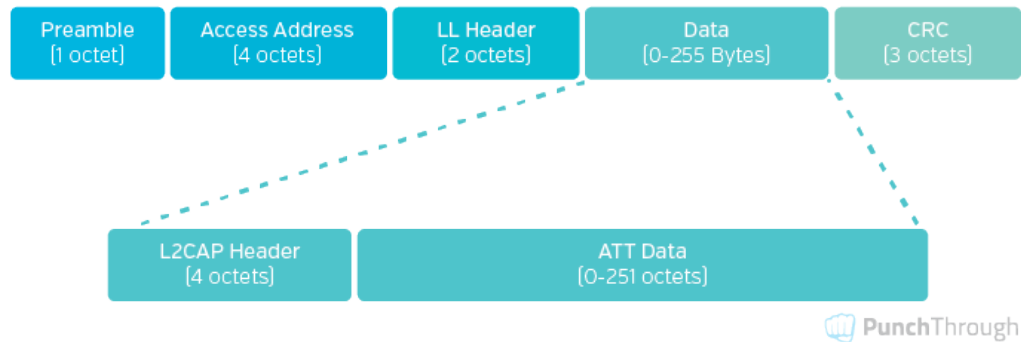 Preamble
(1 octet)
Access Address
(4 octets)
LL Header
(2 octets)
Data
(0-255 Bytes)
CRC
(3 octets)
L2CAP Header
(4 octets)
ATT Data
(0-251 octets)
PunchThrough